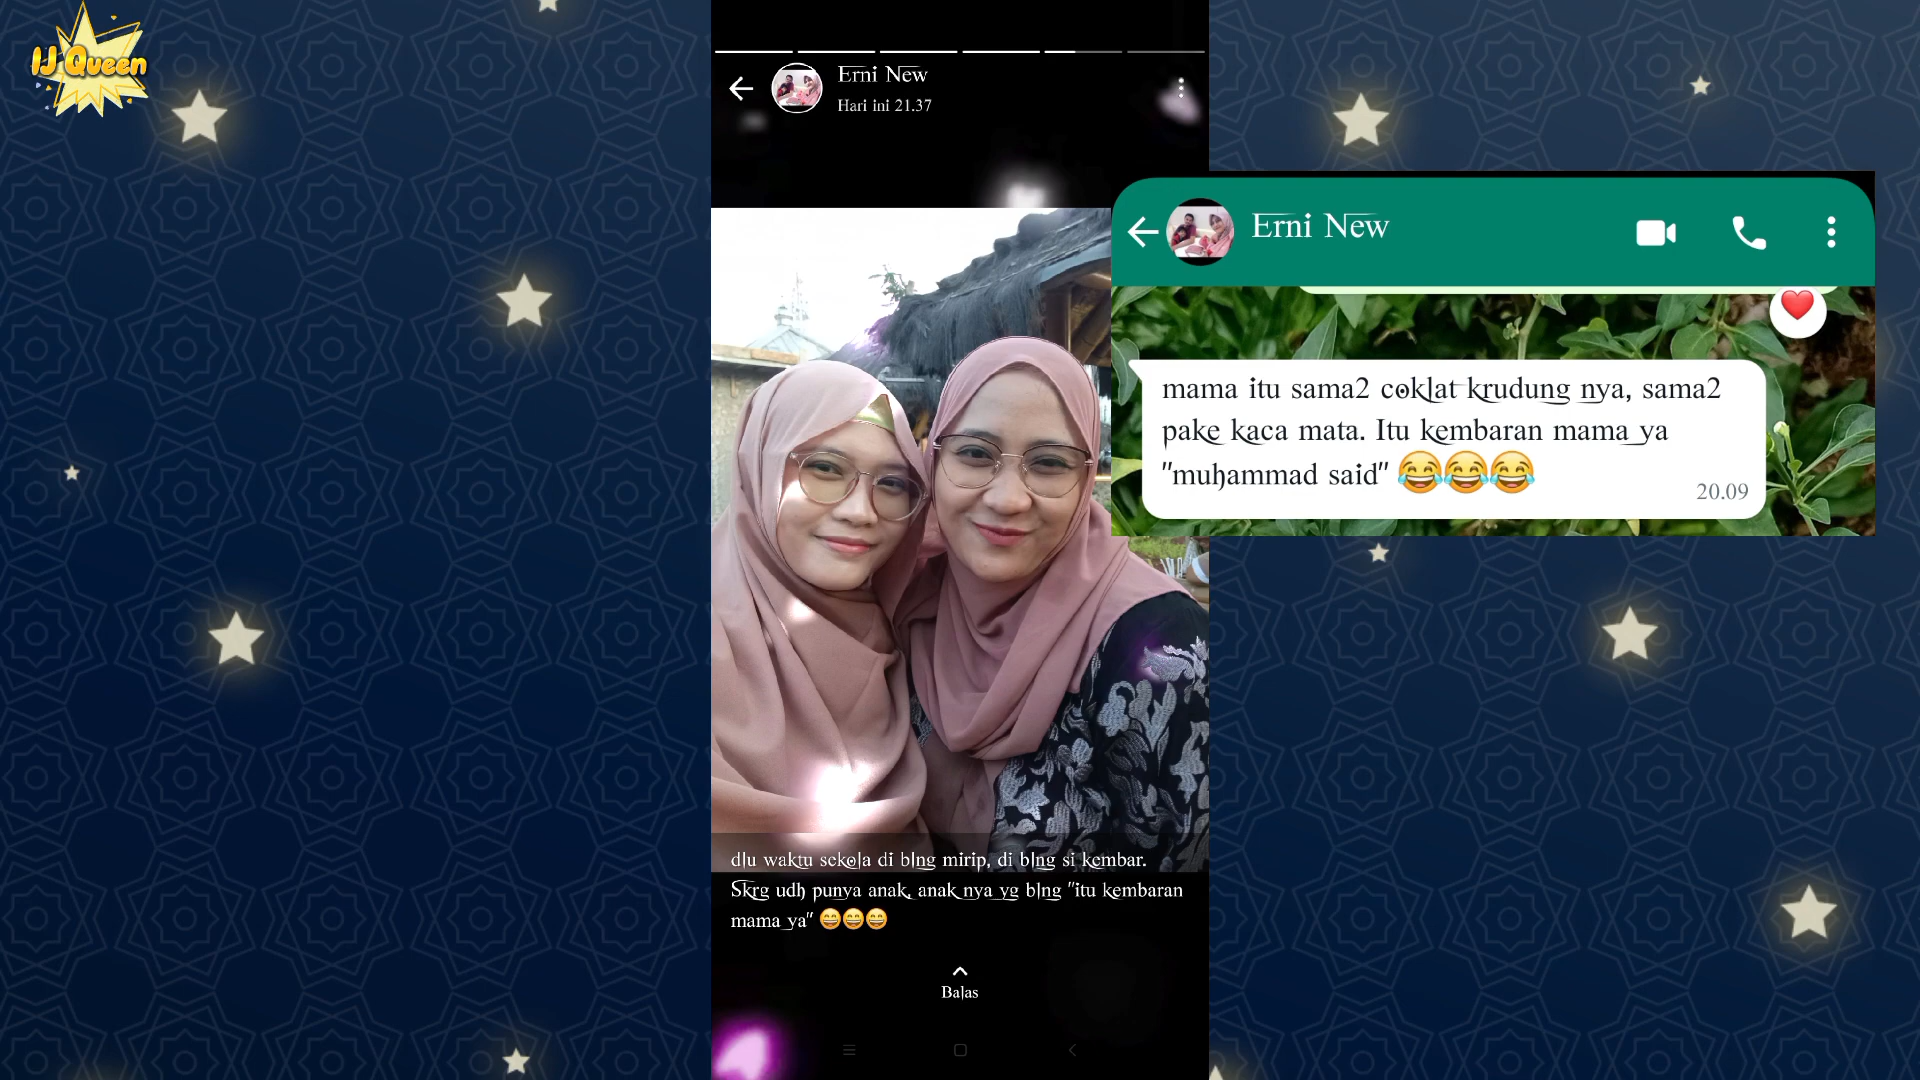 IJ Queen
Erni New
Hari ini 21.37
dlu waktu sekola di blng mirip, di blng si kembar.
Skrg udh punya anak, anak nya yg blng "itu kembaran
mama ya" 😄😄😄
Balas
Erni New
mama itu sama2 coklat krudung nya, sama2
pake kaca mata. Itu kembaran mama ya
"muhammad said" 😂😂😂
20.09